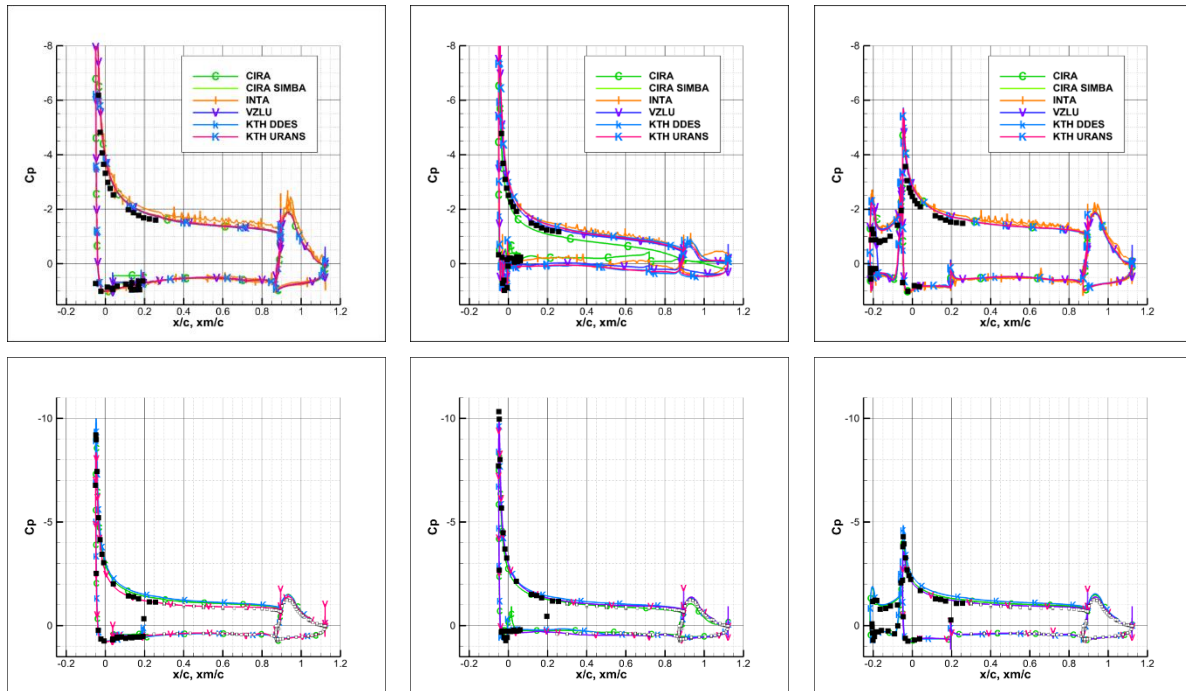 -8
-6
-4
-2
0
Cp
-0.2 0 0.2 0.4 0.6 0.8 1 1.2
x/c, xm/c
CIRA
CIRA SIMBA
INTA
VZLU
KTH DDES
KTH URANS
-8
-6
-4
-2
0
Cp
-0.2 0 0.2 0.4 0.6 0.8 1 1.2
x/c, xm/c
CIRA
CIRA SIMBA
INTA
VZLU
KTH DDES
KTH URANS
-8
-6
-4
-2
0
Cp
-0.2 0 0.2 0.4 0.6 0.8 1 1.2
x/c, xm/c
CIRA
CIRA SIMBA
INTA
VZLU
KTH DDES
KTH URANS
-10
-5
0
Cp
-0.2 0 0.2 0.4 0.6 0.8 1 1.2
x/c, xm/c
-10
-5
0
Cp
-0.2 0 0.2 0.4 0.6 0.8 1 1.2
x/c, xm/c
-10
-5
0
Cp
-0.2 0 0.2 0.4 0.6 0.8 1 1.2
x/c, xm/c